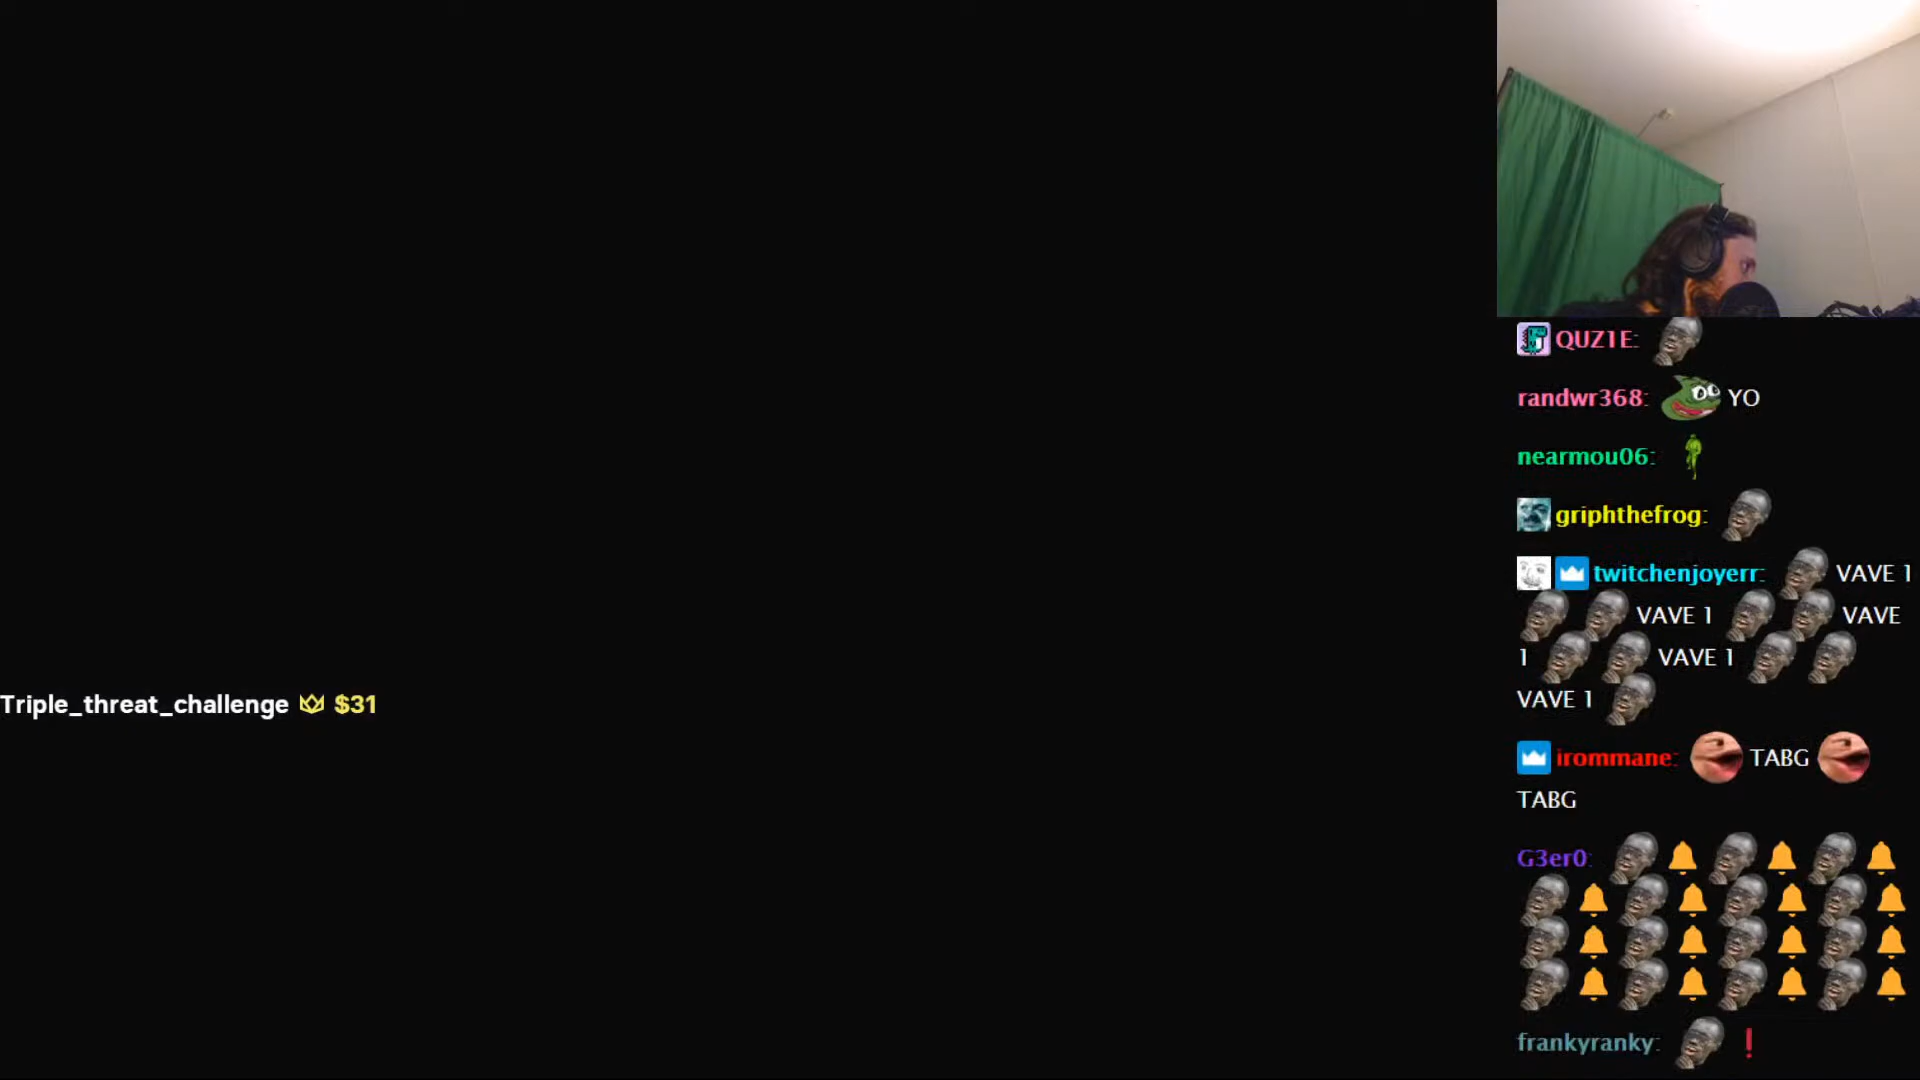 QUZ1E:
randwr368: YO
nearmou06:
griphthefrog:
twitchenjoyerr: VAVE 1
VAVE 1 VAVE
1 VAVE 1
VAVE 1
Triple_threat_challenge $31
irommane: TABG
TABG
G3er0:
frankyranky: ❗